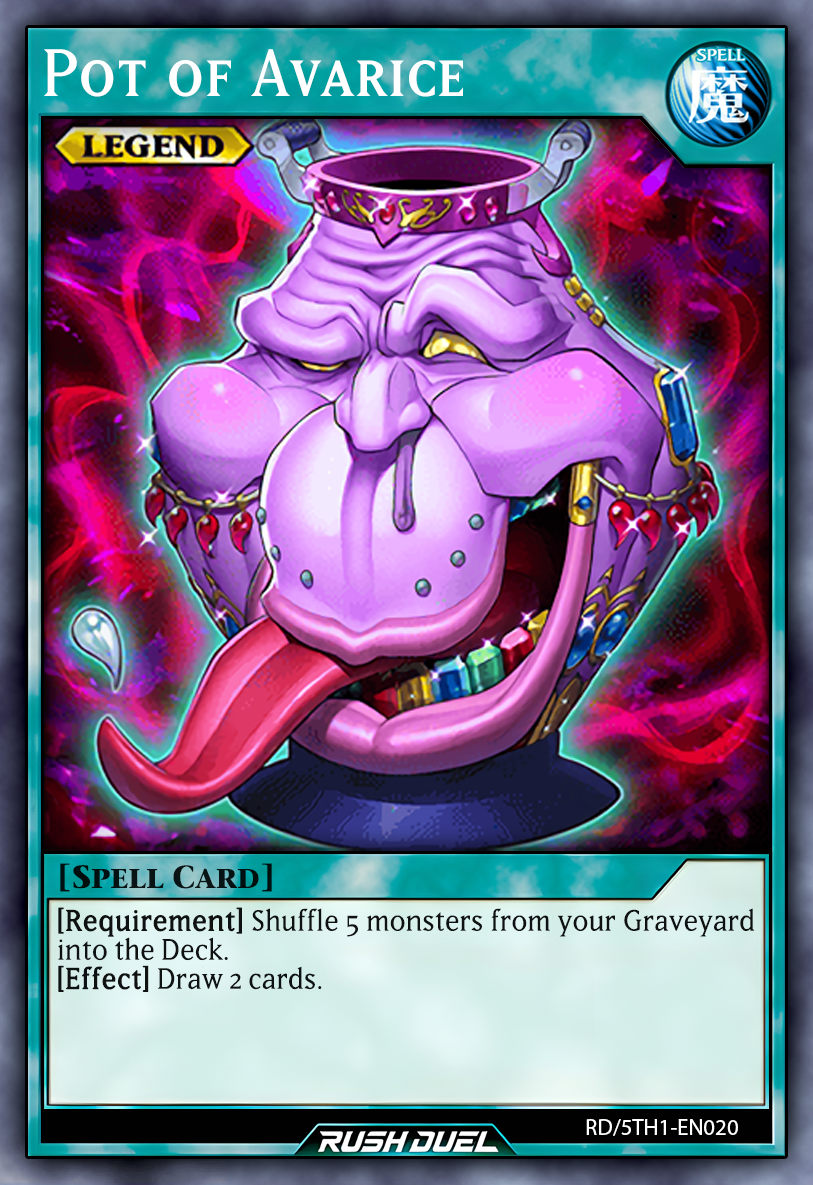 Pot of Avarice
SPELL
魔
LEGEND
[Spell Card]
[Requirement] Shuffle 5 monsters from your Graveyard
into the Deck.
[Effect] Draw 2 cards.
RD/5TH1-EN020
RUSH DUEL